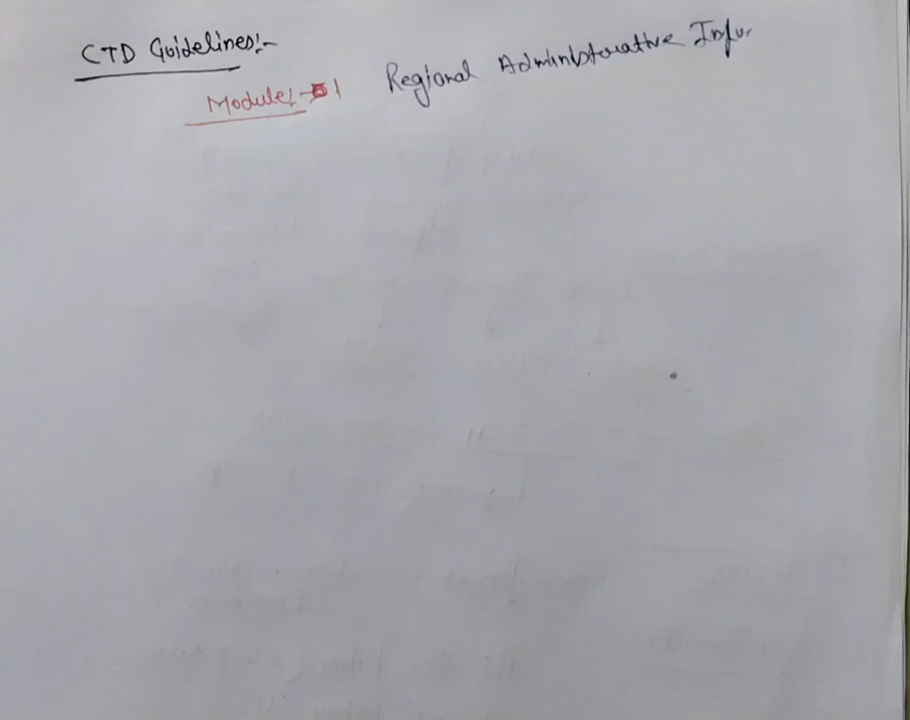 CTD Guidelines:-
Module:- 1 Regional Administrative Infor